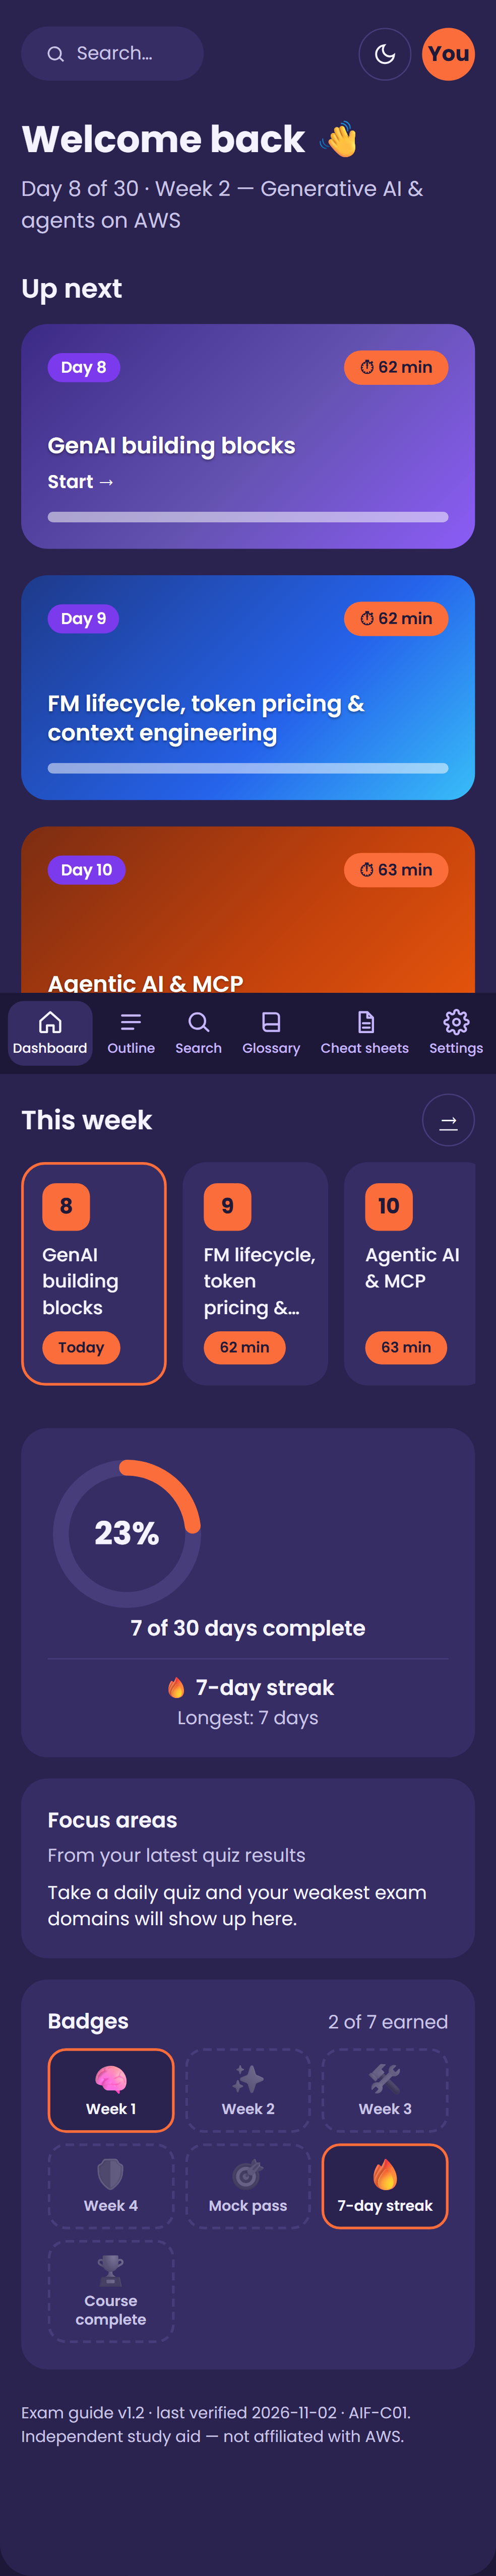 Search...
You
Welcome back 👋
Day 8 of 30 · Week 2 — Generative AI &
agents on AWS
Up next
Day 8
⏱ 62 min
GenAI building blocks
Start →
Day 9
⏱ 62 min
FM lifecycle, token pricing &
context engineering
Day 10
⏱ 63 min
Agentic AI & MCP
Dashboard
Outline
Search
Glossary
Cheat sheets
Settings
This week
→
8
GenAI
building
blocks
Today
9
FM lifecycle,
token
pricing &...
62 min
10
Agentic AI
& MCP
63 min
23%
7 of 30 days complete
🔥 7-day streak
Longest: 7 days
Focus areas
From your latest quiz results
Take a daily quiz and your weakest exam
domains will show up here.
Badges
2 of 7 earned
Week 1
Week 2
Week 3
Week 4
Mock pass
7-day streak
Course
complete
Exam guide v1.2 · last verified 2026-11-02 · AIF-C01.
Independent study aid — not affiliated with AWS.